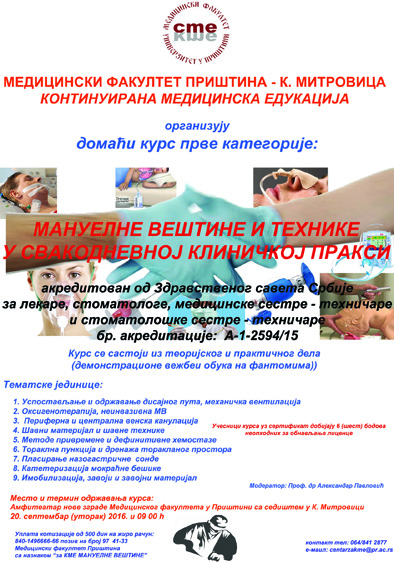 МЕДИЦИНСКИ ФАКУЛТЕТ
УНИВЕРЗИТЕТ У ПРИШТИНИ
cme
кме
МЕДИЦИНСКИ ФАКУЛТЕТ ПРИШТИНА - К. МИТРОВИЦА
КОНТИНУИРАНА МЕДИЦИНСКА ЕДУКАЦИЈА
организују
домаћи курс прве категорије:
МАНУЕЛНЕ ВЕШТИНЕ И ТЕХНИКЕ
У СВАКОДНЕВНОЈ КЛИНИЧКОЈ ПРАКСИ
акредитован од Здравственог савета Србије
за лекаре, стоматологе, медицинске сестре - техничаре
и стоматолошке сестре - техничаре
бр. акредитације: А-1-2594/15
Курс се састоји из теоријског и практичног дела
(демонстрационе вежбеи обука на фантомима))
Тематске јединице:
1. Успостављање и одржавање дисајног пута, механичка вентилација
2. Оксигенотерапија, неинвазивна МВ
3. Периферна и централна венска канулација
4. Шавни материјал и шавне технике
5. Методе привремене и дефинитивне хемостазе
6. Торакпна пункција и дренажа торакалног простора
7. Пласирање назогастричне сонде
8. Катетеризација мокраћне бешике
9. Имобилизација, завоји и завојни материјал
Учесници курса уз сертификат добијају 6 (шест) бодова
неопходних за обнављање лиценце
Модератор: Проф. др Александар Павловић
Место и термин одржавања курса:
Амфитеатар нове зграде Медицинског факултета у Приштини са седиштем у К. Митровици
20. септембар (уторак) 2016. и 09 00 h
Уплата котизације од 500 дин на жиро рачун:
840-1496666-66 позив на број 97 41-33
Медицински факултет Приштина
са назнаком "за КМЕ МАНУЕЛНЕ ВЕШТИНЕ"
контакт тел: 064/841 2877
е-маил: centarzakme@pr.ac.rs